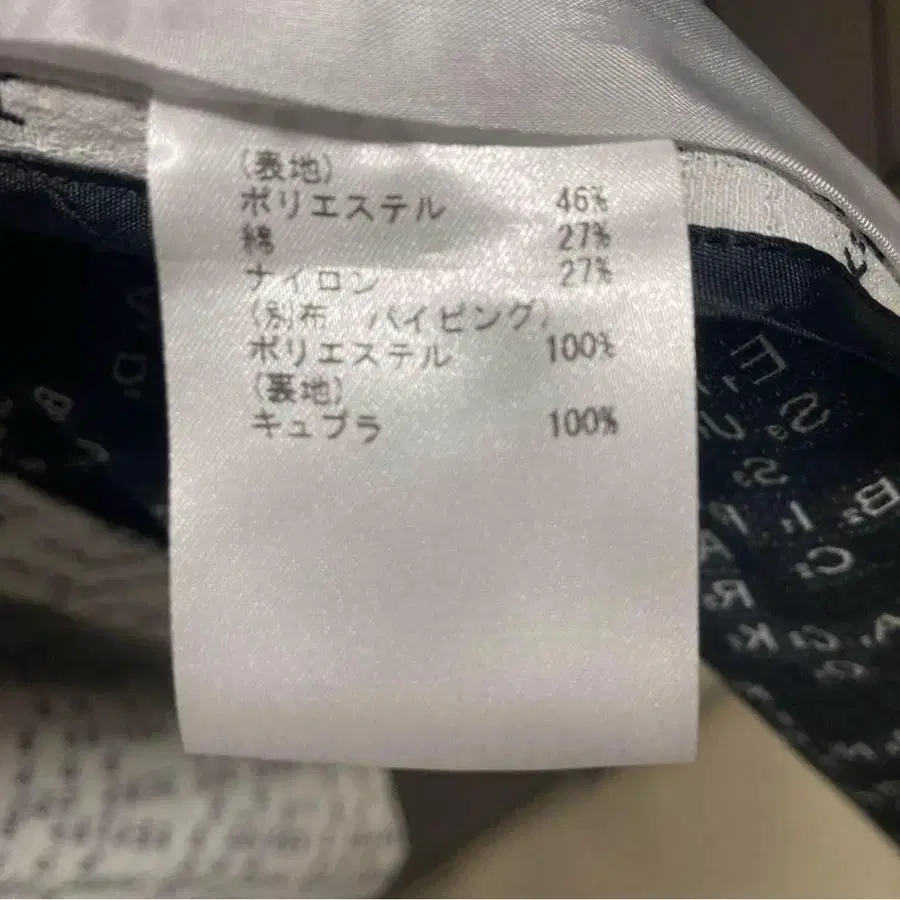 (表地)
ポリエステル 46%
綿 27%
ナイロン 27%
(別布 パイピング)
ポリエステル 100%
(裏地)
キュプラ 100%